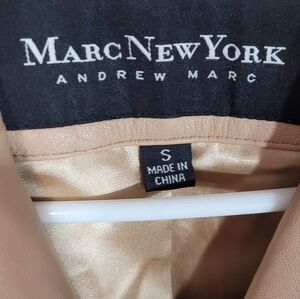 MARC NEW YORK
ANDREW MARC
S
MADE IN
CHINA